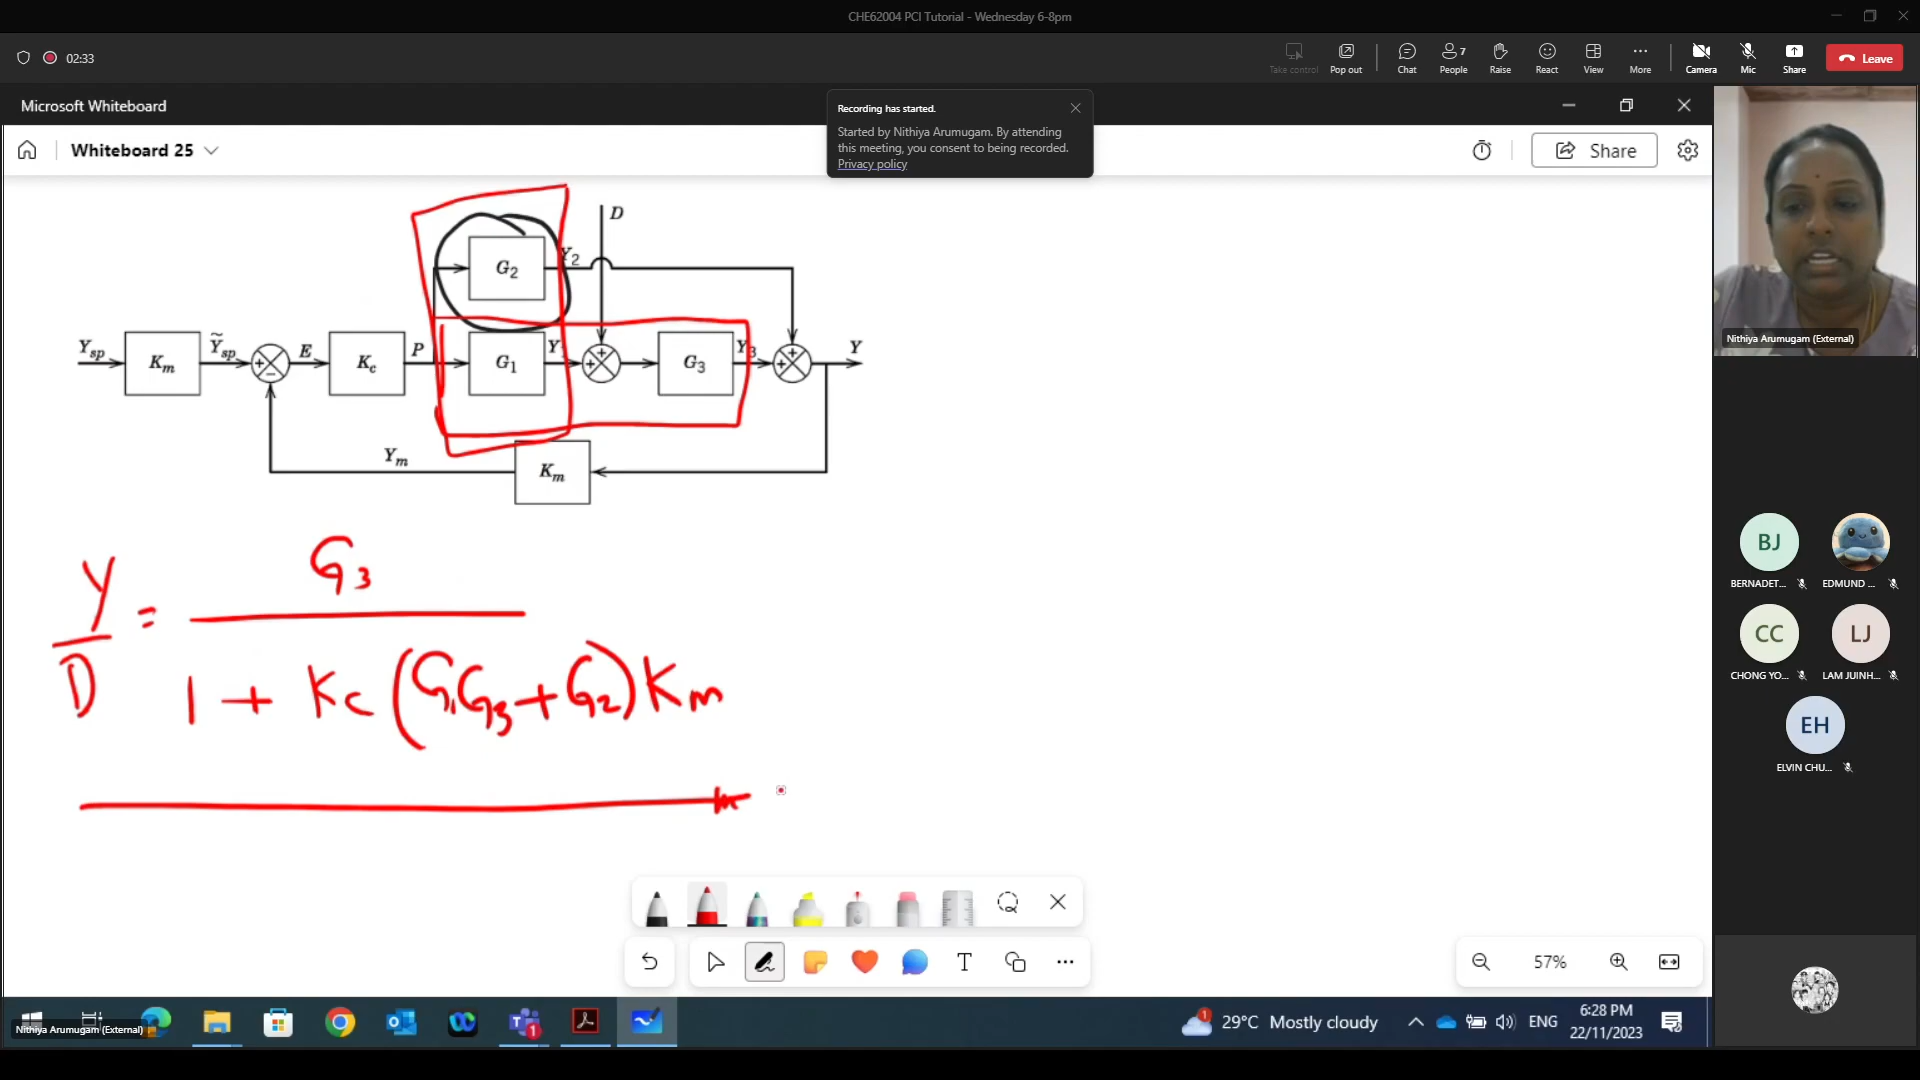 CHE62004 PCI Tutorial - Wednesday 6-8pm
02:33
Take control
Pop out
Chat
7
People
Raise
React
View
More
Camera
Mic
Share
Leave
Microsoft Whiteboard
Recording has started.
Started by Nithiya Arumugam. By attending
this meeting, you consent to being recorded.
Privacy policy
Whiteboard 25
Share
D
G2
Y2
Ysp
Km
Ỹsp
E
Kc
P
G1
Y1
G3
Y3
Y
+
−
+
+
+
+
Ym
Km
Y/D = G3 / 1 + Kc (G1G3 + G2) Km
Nithiya Arumugam (External)
BJ
BERNADET...
EDMUND ...
CC
CHONG YO...
LJ
LAM JUINH...
EH
ELVIN CHU...
T
57%
Nithiya Arumugam (External)
1
1
29°C Mostly cloudy
ENG
6:28 PM
22/11/2023